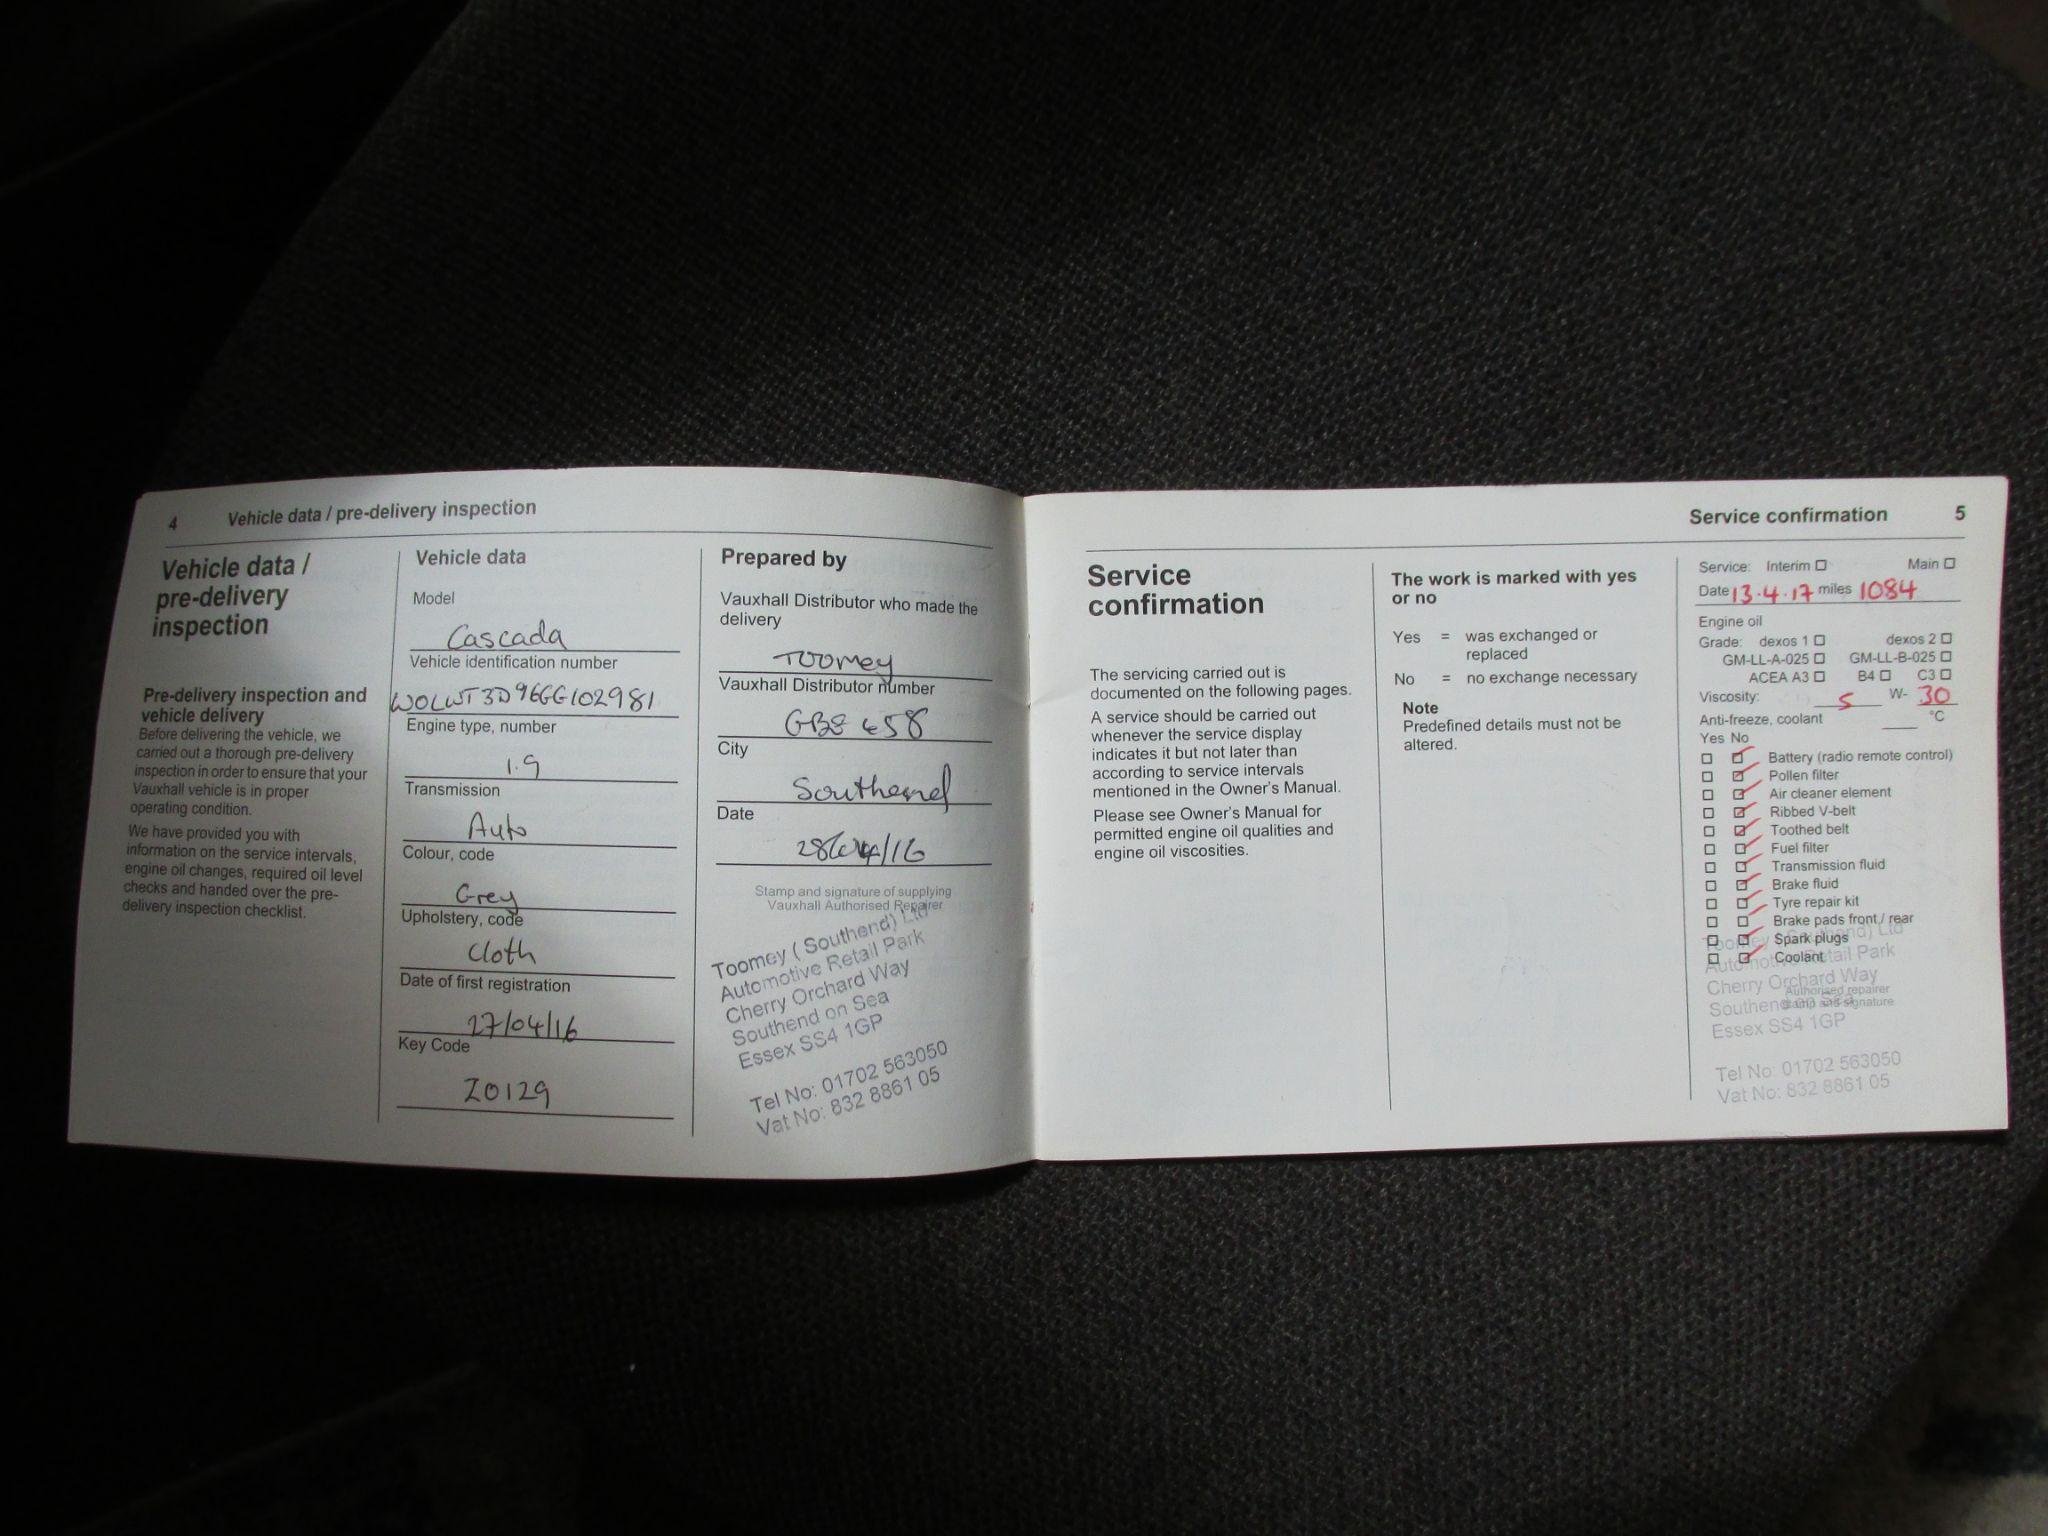 4 Vehicle data / pre-delivery inspection
Vehicle data /
pre-delivery
inspection
Pre-delivery inspection and
vehicle delivery
Before delivering the vehicle, we
carried out a thorough pre-delivery
inspection in order to ensure that your
Vauxhall vehicle is in proper
operating condition.
We have provided you with
information on the service intervals,
engine oil changes, required oil level
checks and handed over the pre-
delivery inspection checklist.
Vehicle data
Model
Cascada
Vehicle identification number
W0LWT3D96GG102981
Engine type, number
1.9
Transmission
Auto
Colour, code
Grey
Upholstery, code
Cloth
Date of first registration
27/04/16
Key Code
Z0129
Prepared by
Vauxhall Distributor who made the
delivery
Toomey
Vauxhall Distributor number
City
Southend
Date
28/04/16
Stamp and signature of supplying
Vauxhall Authorised Repairer
Toomey ( Southend) Ltd
Automotive Retail Park
Cherry Orchard Way
Southend on Sea
Essex SS4 1GP
Tel No: 01702 563050
Vat No: 832 8861 05
Service confirmation 5
Service
confirmation
The servicing carried out is
documented on the following pages.
A service should be carried out
whenever the service display
indicates it but not later than
according to service intervals
mentioned in the Owner's Manual.
Please see Owner's Manual for
permitted engine oil qualities and
engine oil viscosities.
The work is marked with yes
or no
Yes = was exchanged or
replaced
No = no exchange necessary
Note
Predefined details must not be
altered.
Service: Interim Main
Date 13.4.17 miles 1084
Engine oil
Grade: dexos 1 dexos 2
GM-LL-A-025 GM-LL-B-025
ACEA A3 B4 C3
Viscosity: 5 W- 30
Anti-freeze, coolant °C
Yes No
Battery (radio remote control)
Pollen filter
Air cleaner element
Ribbed V-belt
Toothed belt
Fuel filter
Transmission fluid
Brake fluid
Tyre repair kit
Brake pads front / rear
Spark plugs
Coolant
Authorised repairer
stamp and signature
Toomey ( Southend) Ltd
Automotive Retail Park
Cherry Orchard Way
Southend on Sea
Essex SS4 1GP
Tel No: 01702 563050
Vat No: 832 8861 05